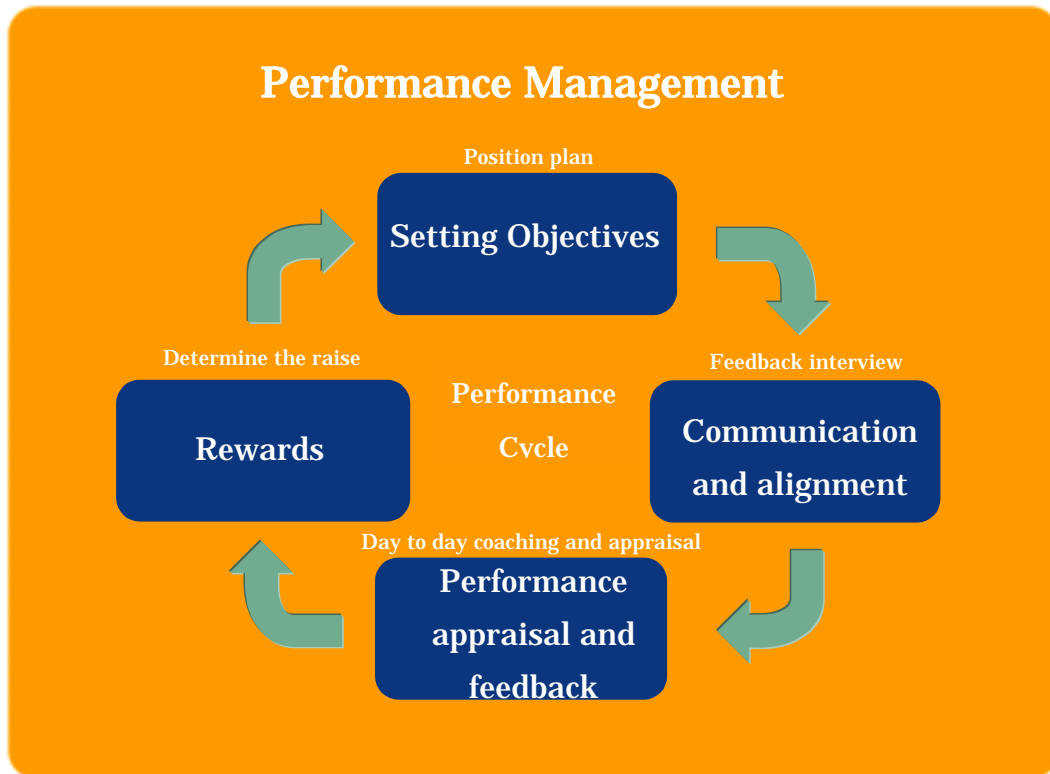 Performance Management
Position plan
Setting Objectives
Determine the raise
Feedback interview
Rewards
Performance
Cvcle
Communication
and alignment
Day to day coaching and appraisal
Performance
appraisal and
feedback